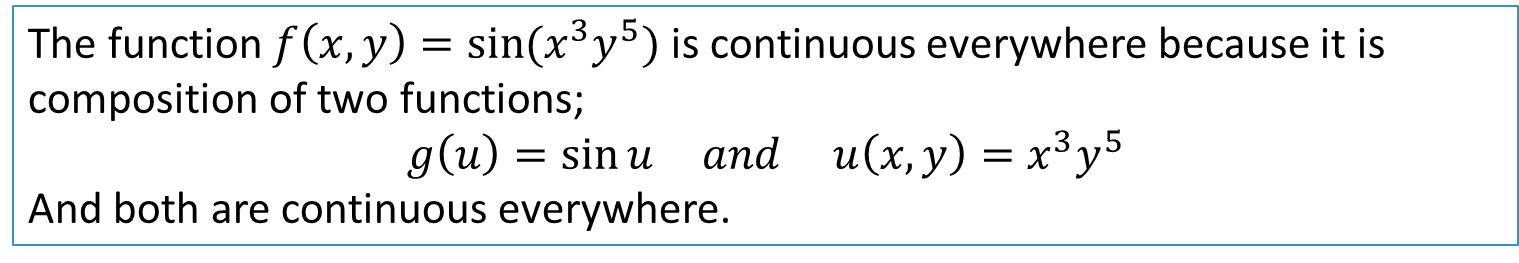 The function f(x, y) = sin(x³y⁵) is continuous everywhere because it is
composition of two functions;
g(u) = sin u and u(x, y) = x³y⁵
And both are continuous everywhere.